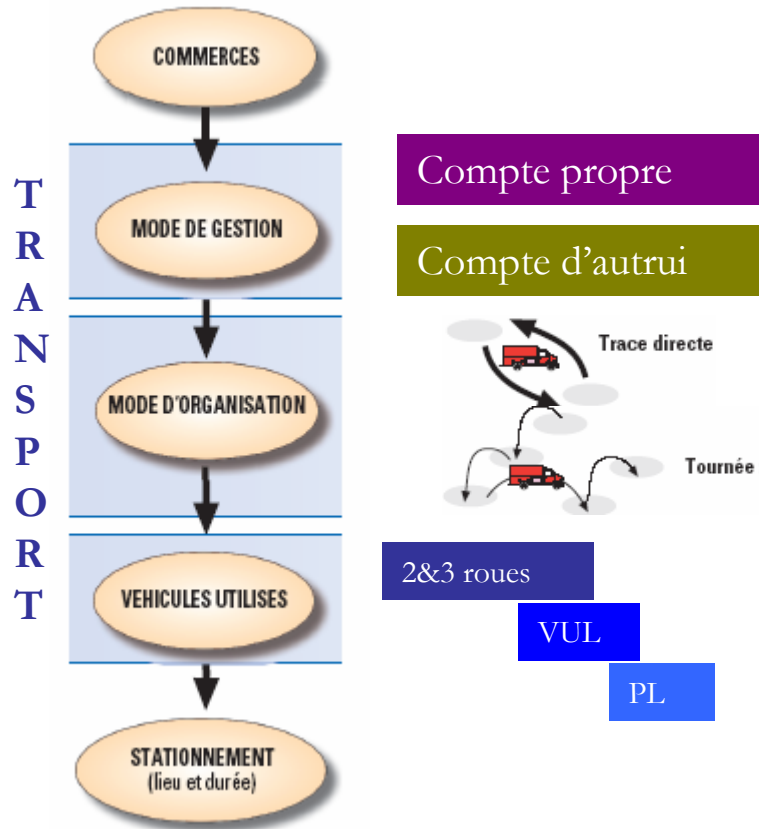 COMMERCES
TRANSPORT
MODE DE GESTION
Compte propre
Compte d'autrui
MODE D'ORGANISATION
Trace directe
Tournée
VEHICULES UTILISES
2&3 roues
VUL
PL
STATIONNEMENT
(lieu et durée)